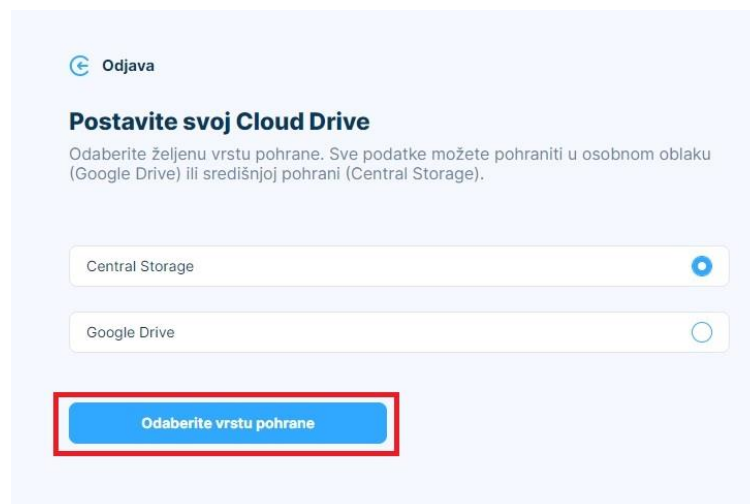 Odjava
Postavite svoj Cloud Drive
Odaberite željenu vrstu pohrane. Sve podatke možete pohraniti u osobnom oblaku
(Google Drive) ili središnjoj pohrani (Central Storage).
Central Storage
Google Drive
Odaberite vrstu pohrane